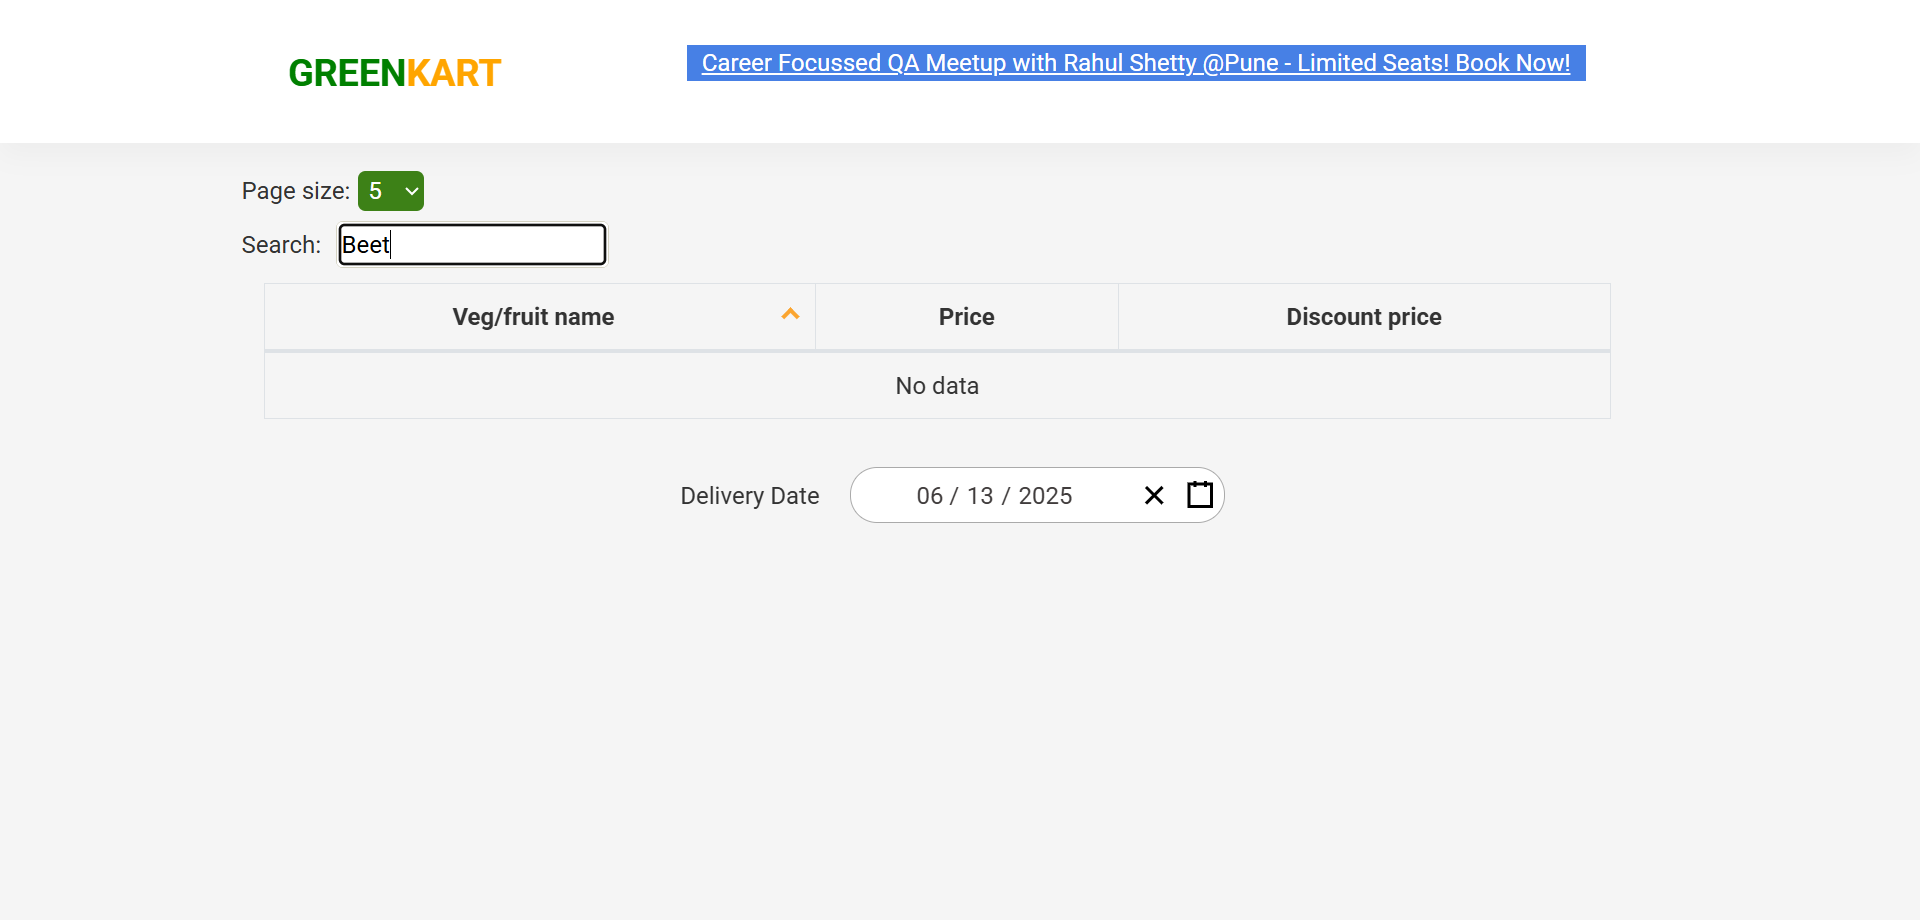 GREENKART
Career Focussed QA Meetup with Rahul Shetty @Pune - Limited Seats! Book Now!
Page size: 5
Search: Beet
Veg/fruit name Price Discount price
No data
Delivery Date 06 / 13 / 2025